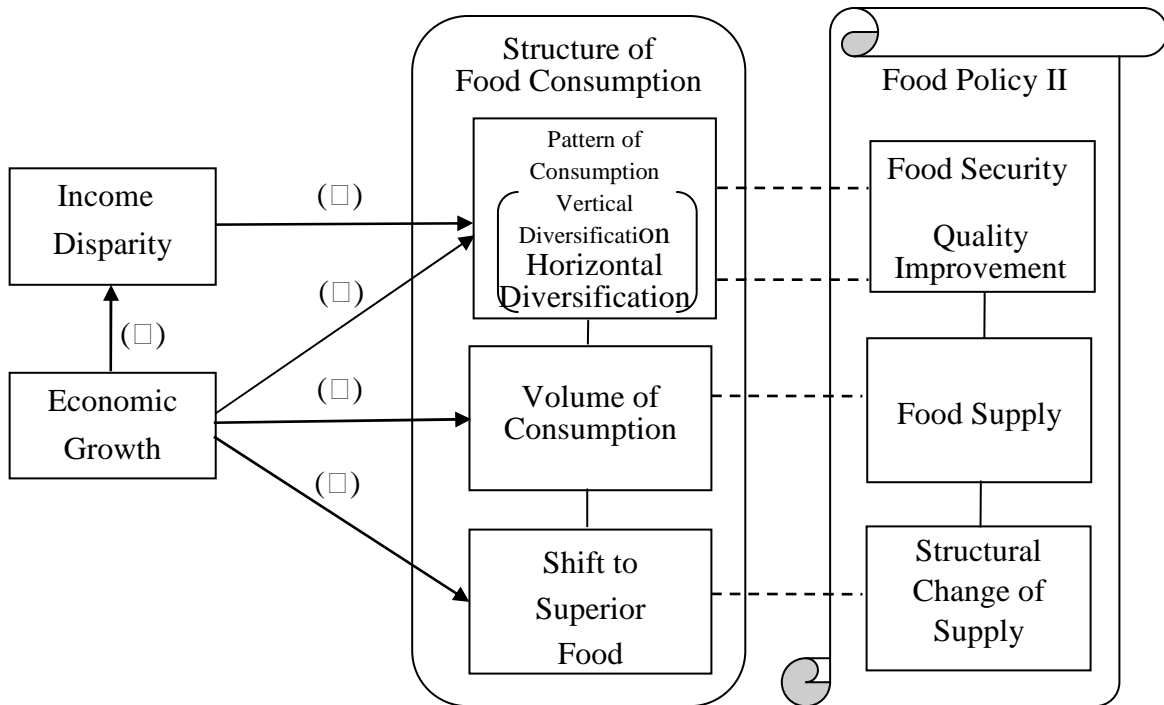 Structure of
Food Consumption
Food Policy II
Income
Disparity
Economic
Growth
(□)
(□)
(□)
(□)
(□)
Pattern of
Consumption
Vertical
Diversification
Horizontal
Diversification
Volume of
Consumption
Shift to
Superior
Food
Food Security
Quality
Improvement
Food Supply
Structural
Change of
Supply